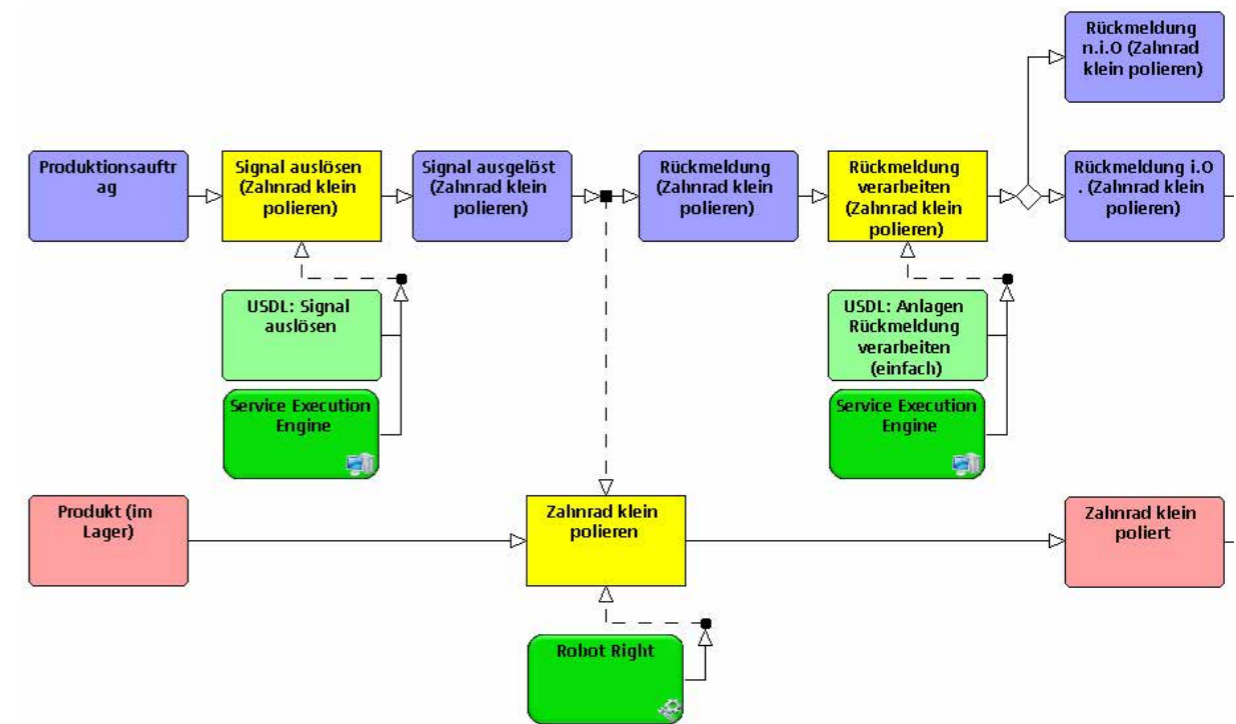 Rückmeldung
n.i.O (Zahnrad
klein polieren)
Produktionsauftr
ag
Signal auslösen
(Zahnrad klein
polieren)
Signal ausgelöst
(Zahnrad klein
polieren)
Rückmeldung
(Zahnrad klein
polieren)
Rückmeldung
verarbeiten
(Zahnrad klein
polieren)
Rückmeldung i.O
. (Zahnrad klein
polieren)
USDL: Signal
auslösen
USDL: Anlagen
Rückmeldung
verarbeiten
(einfach)
Service Execution
Engine
Service Execution
Engine
Produkt (im
Lager)
Zahnrad klein
polieren
Zahnrad klein
poliert
Robot Right